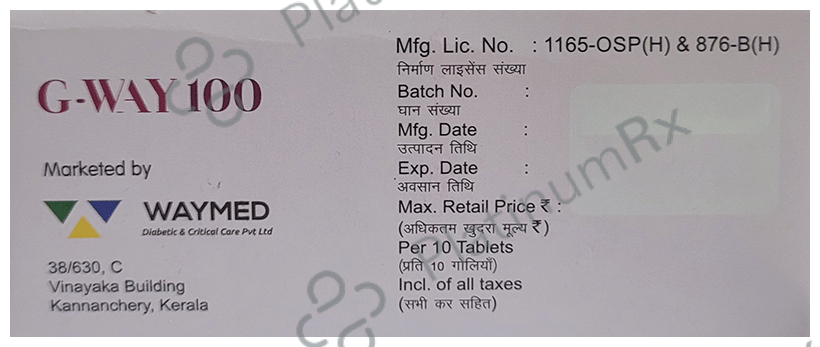 G-WAY 100
Marketed by
WAYMED
Diabetic & Critical Care Pvt Ltd
38/630, C
Vinayaka Building
Kannanchery, Kerala
Mfg. Lic. No. : 1165-OSP(H) & 876-B(H)
निर्माण लाइसेंस संख्या
Batch No. :
घान संख्या
Mfg. Date :
उत्पादन तिथि
Exp. Date :
अवसान तिथि
Max. Retail Price ₹ :
(अधिकतम खुदरा मूल्य ₹)
Per 10 Tablets
(प्रति 10 गोलियाँ)
Incl. of all taxes
(सभी कर सहित)
PlatinumRx